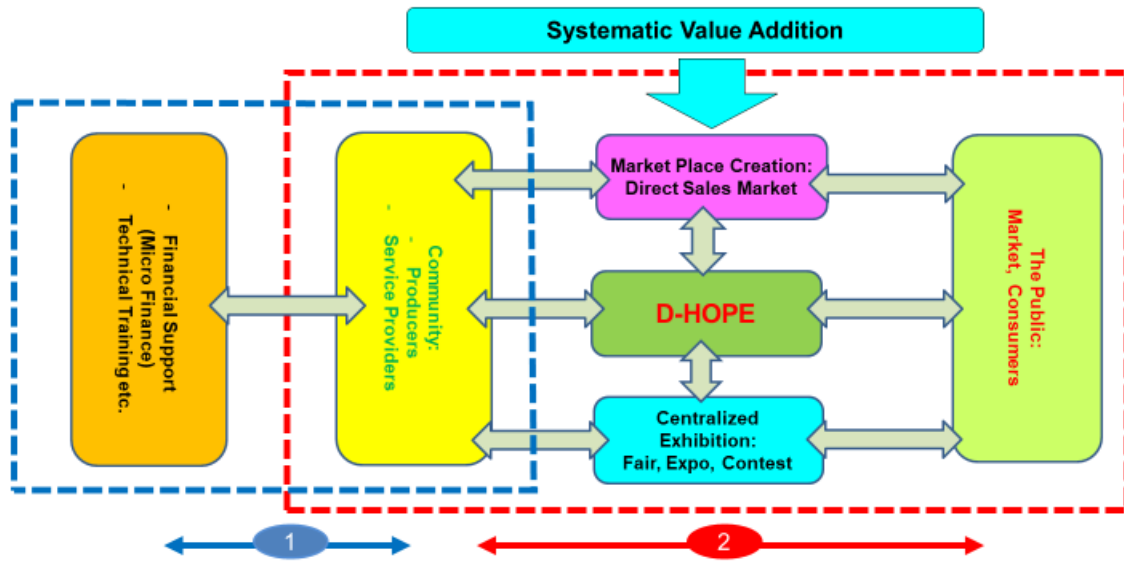 Systematic Value Addition
- Financial Support
(Micro Finance)
- Technical Training etc.
Community:
- Producers
- Service Providers
Market Place Creation:
Direct Sales Market
D-HOPE
Centralized
Exhibition:
Fair, Expo, Contest
The Public:
Market, Consumers
1
2